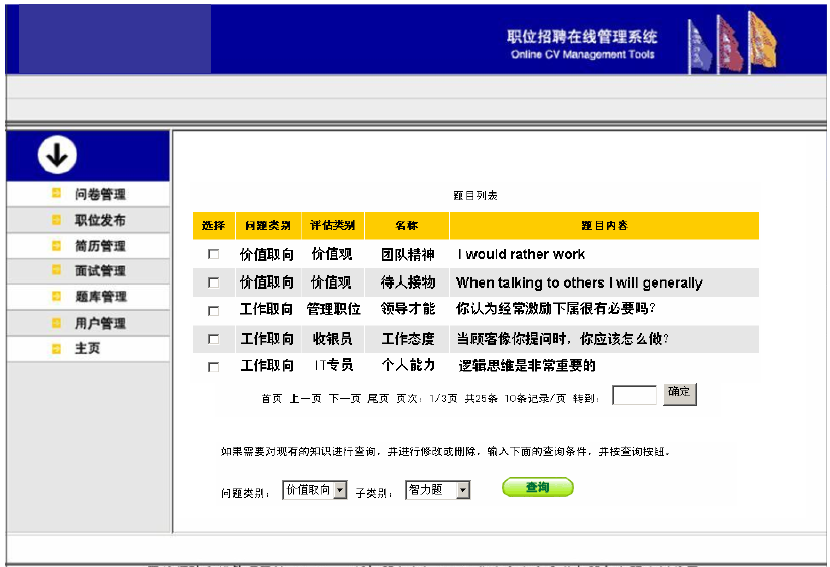 职位招聘在线管理系统
Online CV Management Tools
问卷管理
职位发布
简历管理
面试管理
题库管理
用户管理
主页
题目列表
选择 问题类别 评估类别 名称 题目内容
价值取向 价值观 团队精神 I would rather work
价值取向 价值观 待人接物 When talking to others I will generally
工作取向 管理职位 领导才能 你认为经常激励下属很有必要吗？
工作取向 收银员 工作态度 当顾客像你提问时，你应该怎么做？
工作取向 IT专员 个人能力 逻辑思维是非常重要的
首页 上一页 下一页 尾页 页次：1/3页 共25条 10条记录/页 转到： 确定
如果需要对现有的知识进行查询，并进行修改或删除，输入下面的查询条件，并按查询按钮。
问题类别： 价值取向 子类别： 智力题 查询